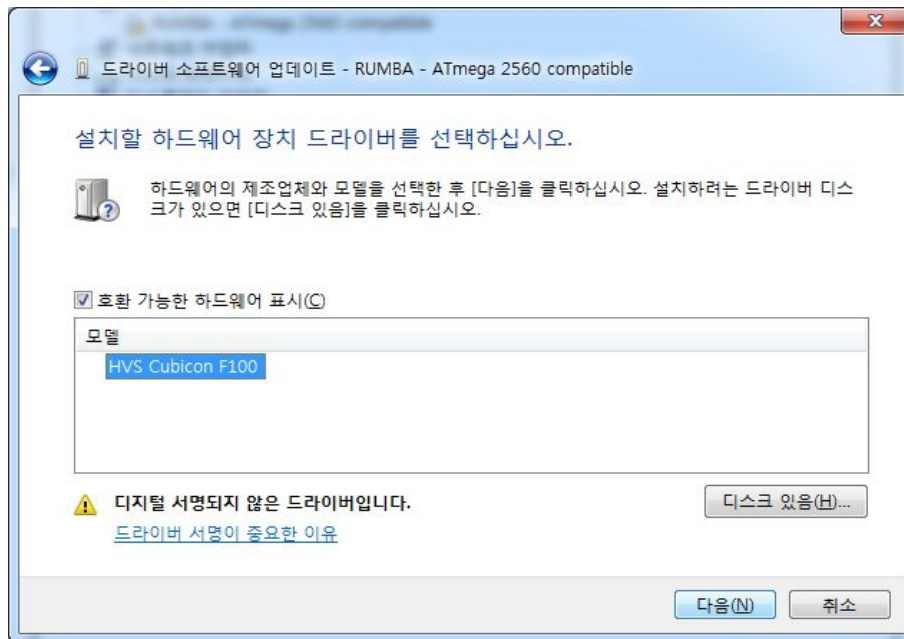 드라이버 소프트웨어 업데이트 - RUMBA - ATmega 2560 compatible
설치할 하드웨어 장치 드라이버를 선택하십시오.
하드웨어의 제조업체와 모델을 선택한 후 [다음]을 클릭하십시오. 설치하려는 드라이버 디스
크가 있으면 [디스크 있음]을 클릭하십시오.
호환 가능한 하드웨어 표시(C)
모델
HVS Cubicon F100
디지털 서명되지 않은 드라이버입니다.
디스크 있음(H)...
드라이버 서명이 중요한 이유
다음(N)
취소